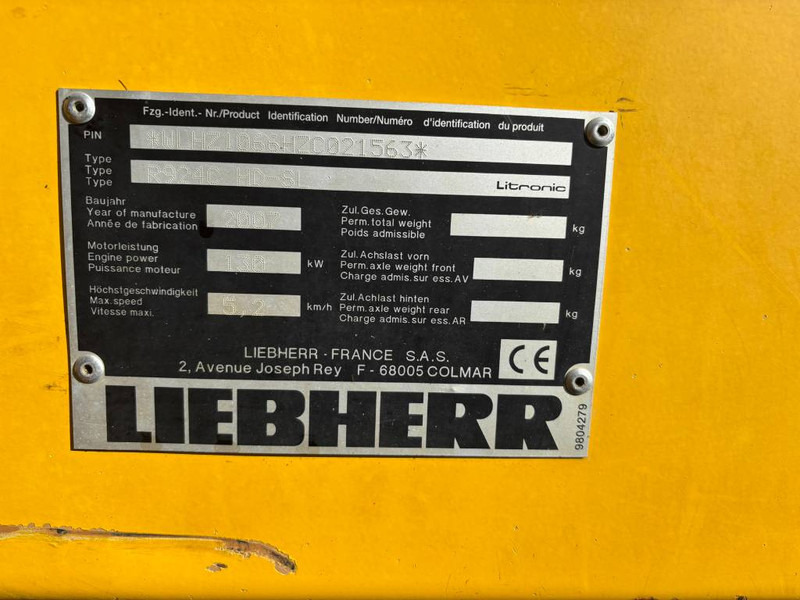 Fzg.-Ident.- Nr./Product Identification Number/Numéro d'identification du produit
PIN *WLHZ1066HZC021563*
Type
Type R924C HD-SL Litronic
Type
Baujahr
Year of manufacture 2007
Année de fabrication
Motorleistung
Engine power 130 kW
Puissance moteur
Höchstgeschwindigkeit
Max.speed 5,2 km/h
Vitesse maxi.
Zul.Ges.Gew.
Perm.total weight kg
Poids admissible
Zul.Achslast vorn
Perm.axle weight front kg
Charge admis.sur ess.AV
Zul.Achlast hinten
Perm.axle weight rear kg
Charge admis.sur ess.AR
LIEBHERR - FRANCE S.A.S.
2, Avenue Joseph Rey F - 68005 COLMAR
CE
LIEBHERR
9804279